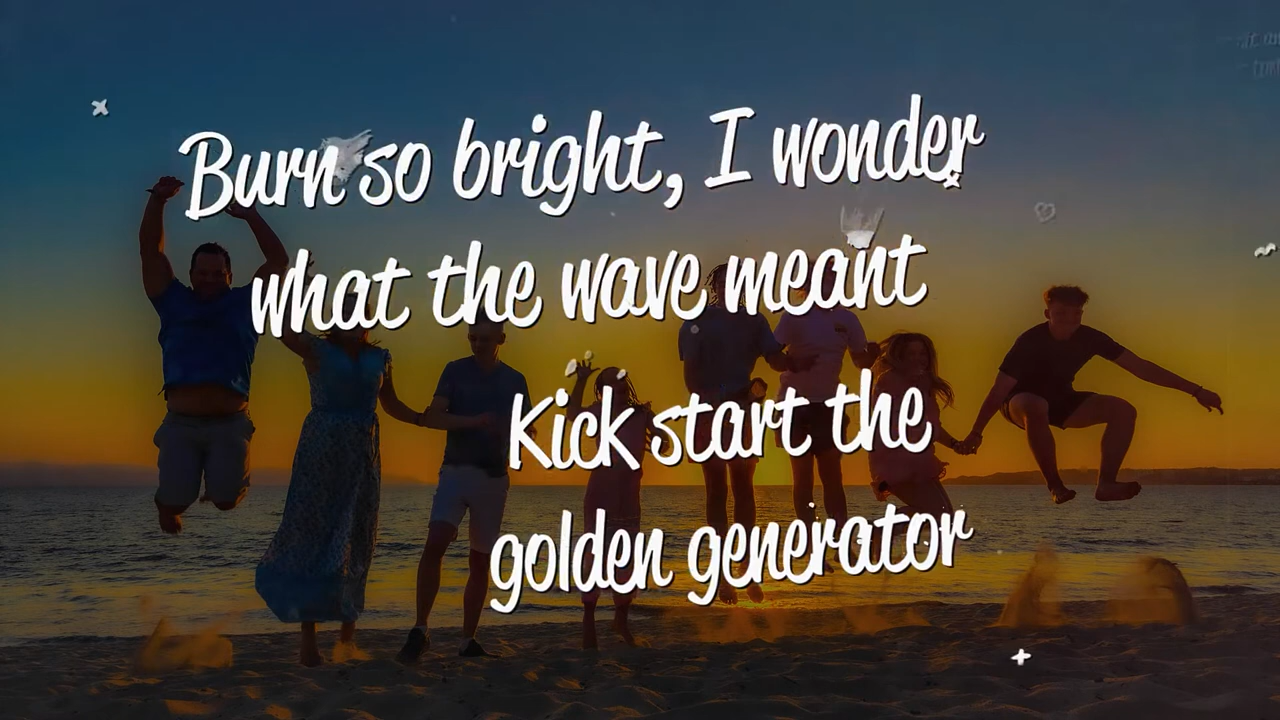 Burn so bright, I wonder
what the wave meant
Kick start the
golden generator